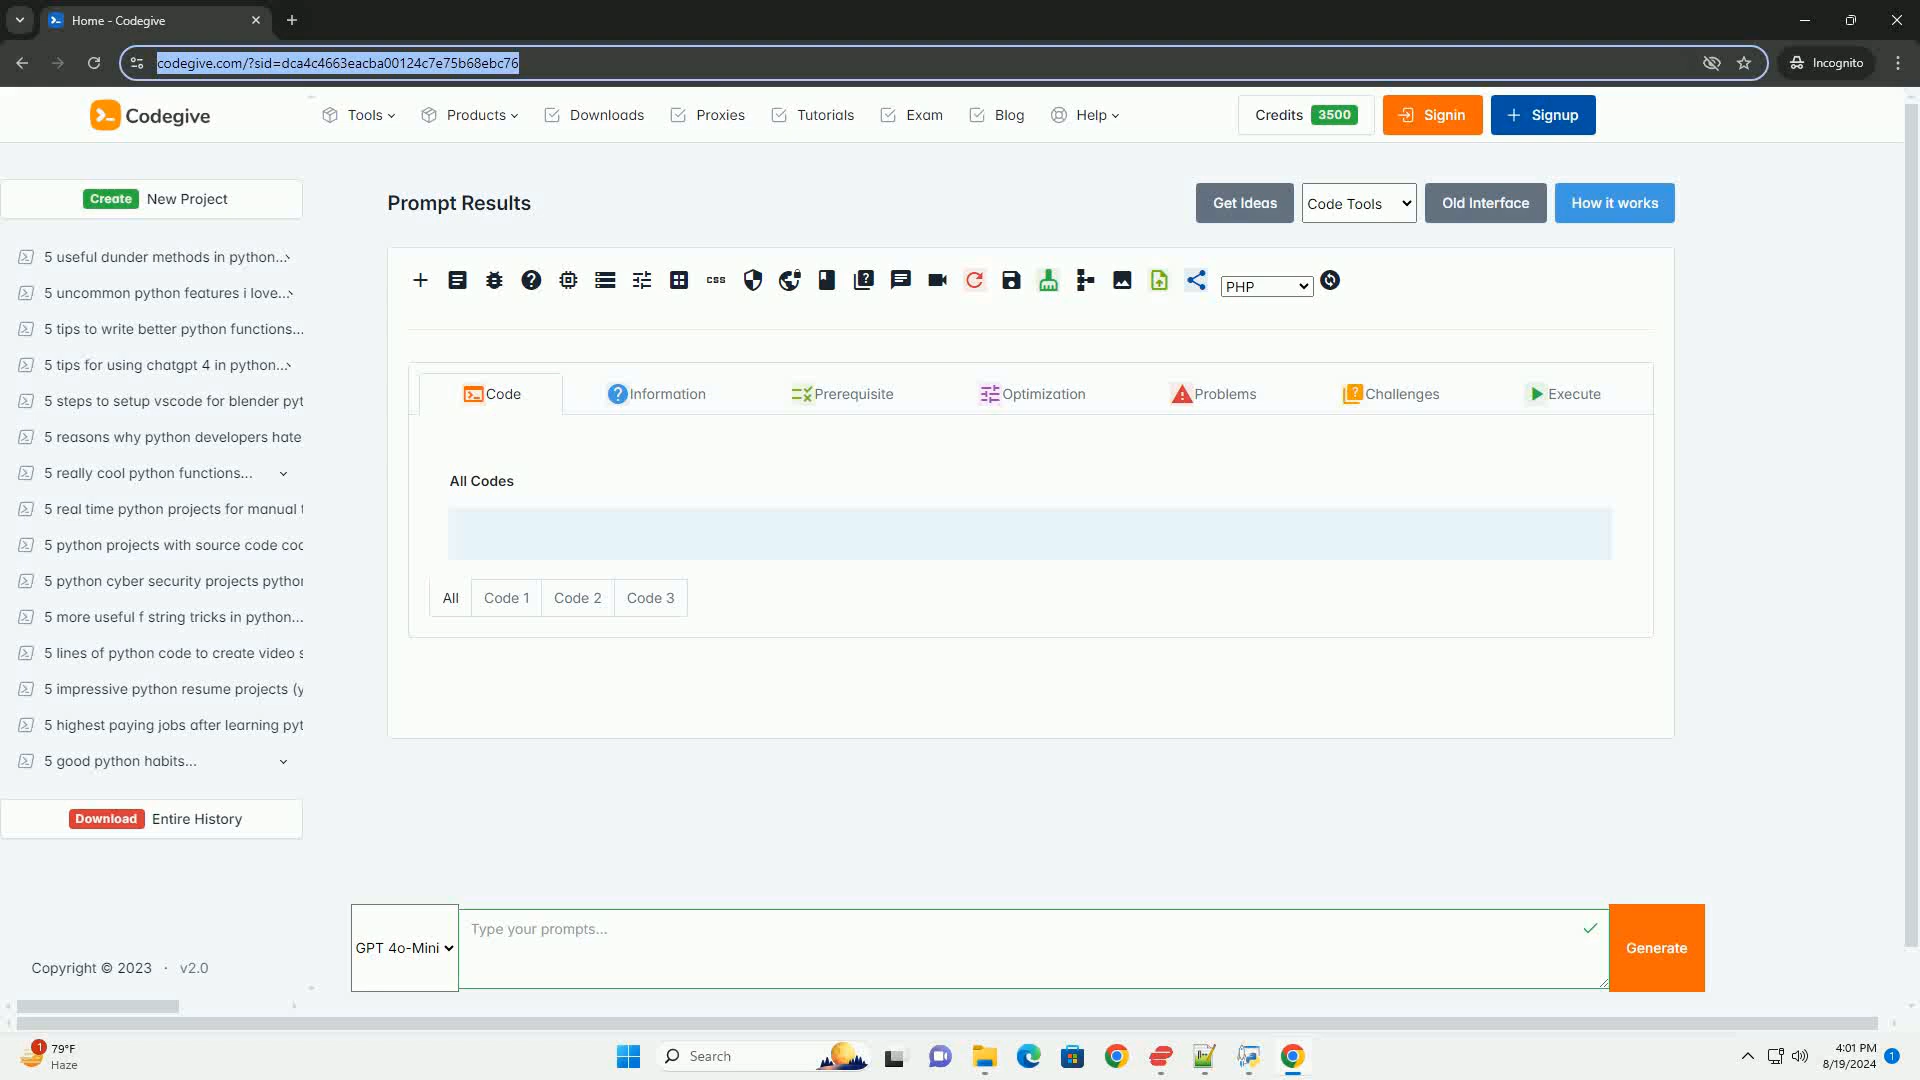 Home - Codegive
codegive.com/?sid=dca4c4663eacba00124c7e75b68ebc76
Incognito
Codegive
Tools
Products
Downloads
Proxies
Tutorials
Exam
Blog
Help
Credits 3500
Signin
Signup
Create New Project
5 useful dunder methods in python...
5 uncommon python features i love...
5 tips to write better python functions...
5 tips for using chatgpt 4 in python...
5 steps to setup vscode for blender pyt
5 reasons why python developers hate
5 really cool python functions...
5 real time python projects for manual t
5 python projects with source code coc
5 python cyber security projects pythor
5 more useful f string tricks in python...
5 lines of python code to create video s
5 impressive python resume projects (y
5 highest paying jobs after learning pyt
5 good python habits...
Download Entire History
Copyright © 2023 · v2.0
Prompt Results
Get Ideas
Code Tools
Old Interface
How it works
css
PHP
Code
Information
Prerequisite
Optimization
Problems
Challenges
Execute
All Codes
All
Code 1
Code 2
Code 3
GPT 4o-Mini
Type your prompts...
Generate
1
79°F
Haze
Search
4:01 PM
8/19/2024
1